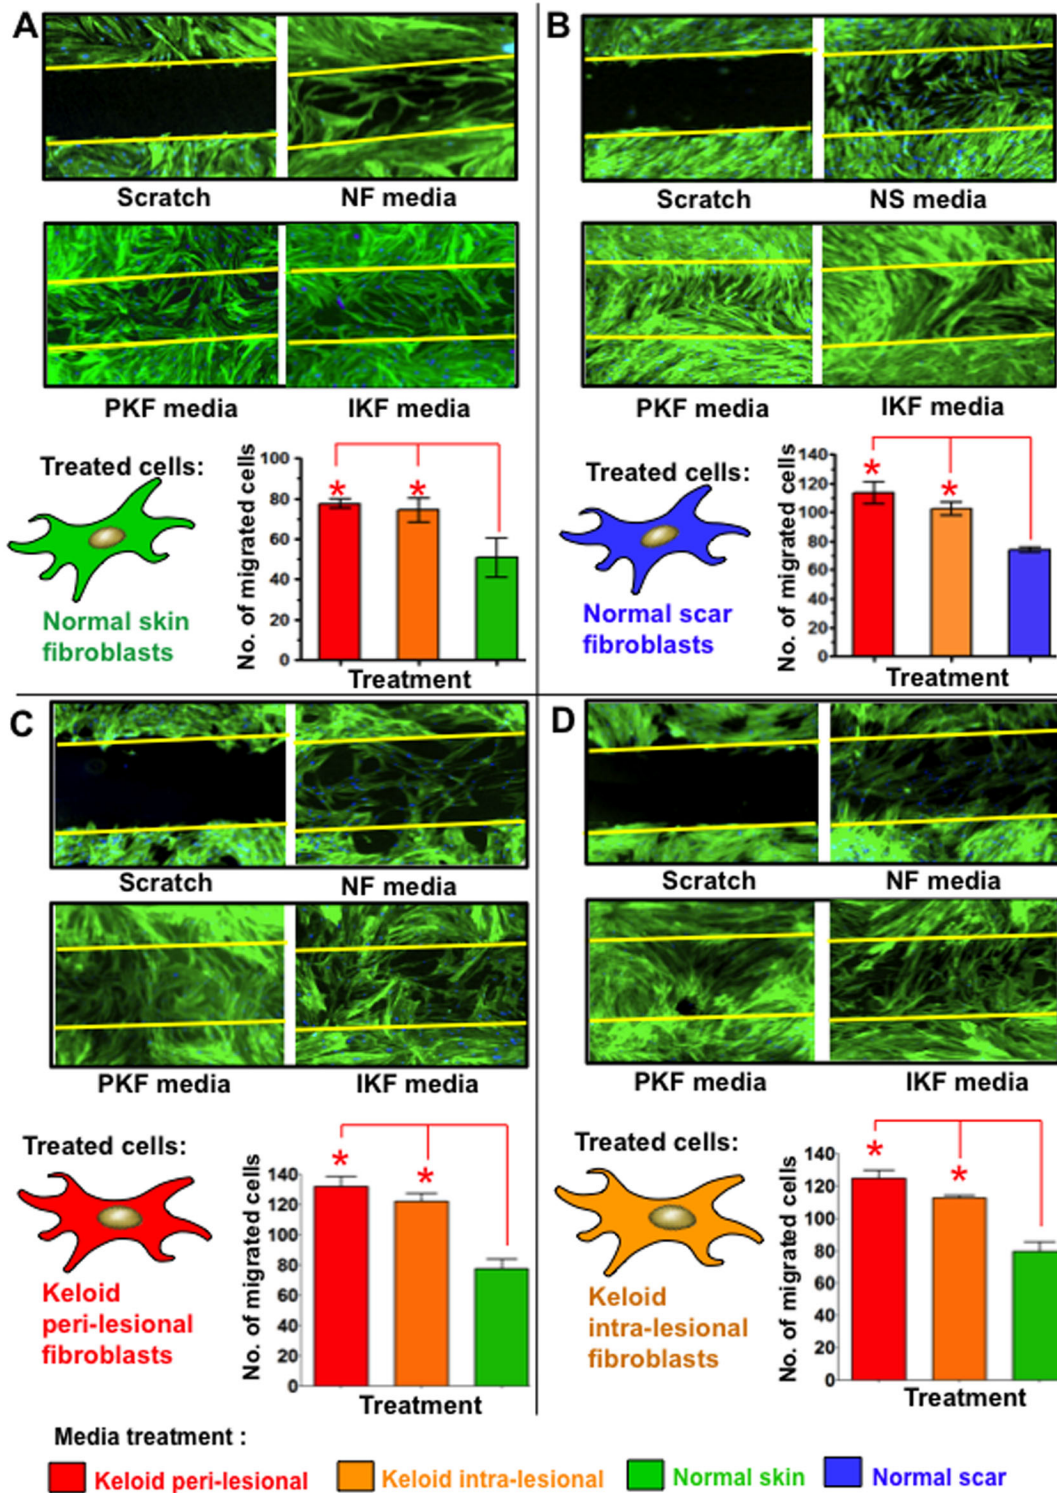 A
Scratch NF media
PKF media IKF media
Treated cells:
Normal skin
fibroblasts
No. of migrated cells
100
80
60
40
20
0
Treatment
*
*
B
Scratch NS media
PKF media IKF media
Treated cells:
Normal scar
fibroblasts
No. of migrated cells
140
120
100
80
60
40
20
0
Treatment
*
*
C
Scratch NF media
PKF media IKF media
Treated cells:
Keloid
peri-lesional
fibroblasts
No. of migrated cells
140
120
100
80
60
40
20
0
Treatment
*
*
D
Scratch NF media
PKF media IKF media
Treated cells:
Keloid
intra-lesional
fibroblasts
No. of migrated cells
140
120
100
80
60
40
20
0
Treatment
*
*
Media treatment :
Keloid peri-lesional Keloid intra-lesional Normal skin Normal scar